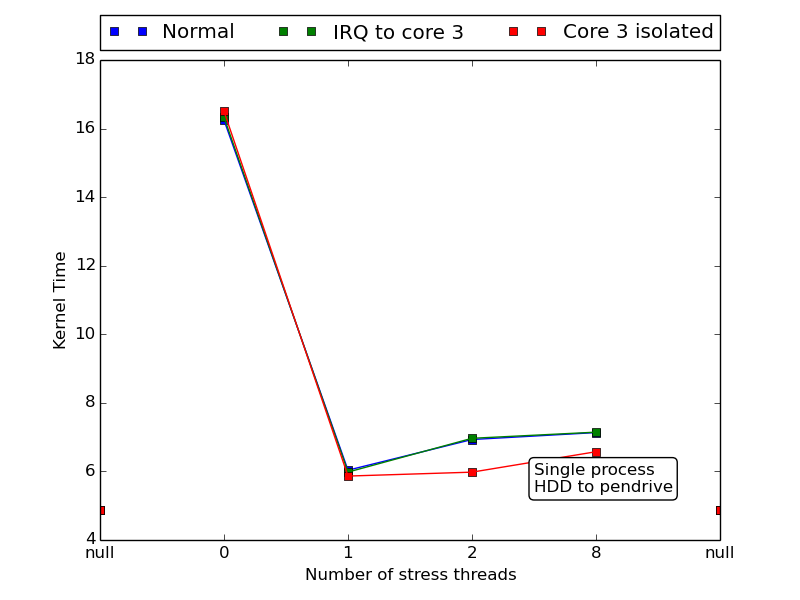 Normal IRQ to core 3 Core 3 isolated
18
16
14
12
10
8
6
4
Kernel Time
Single process
HDD to pendrive
null 0 1 2 8 null
Number of stress threads